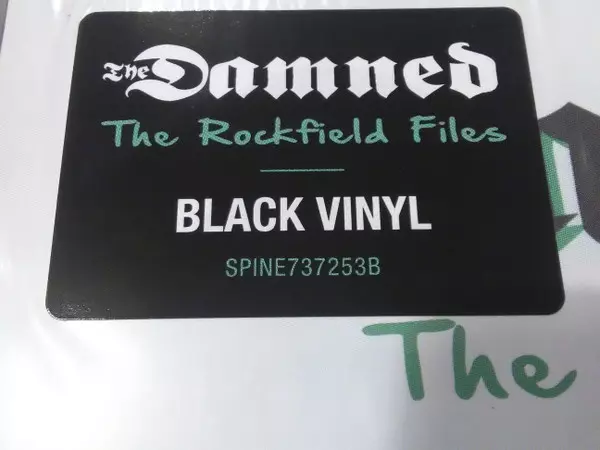 The Damned
The Rockfield Files
BLACK VINYL
SPINE737253B
The